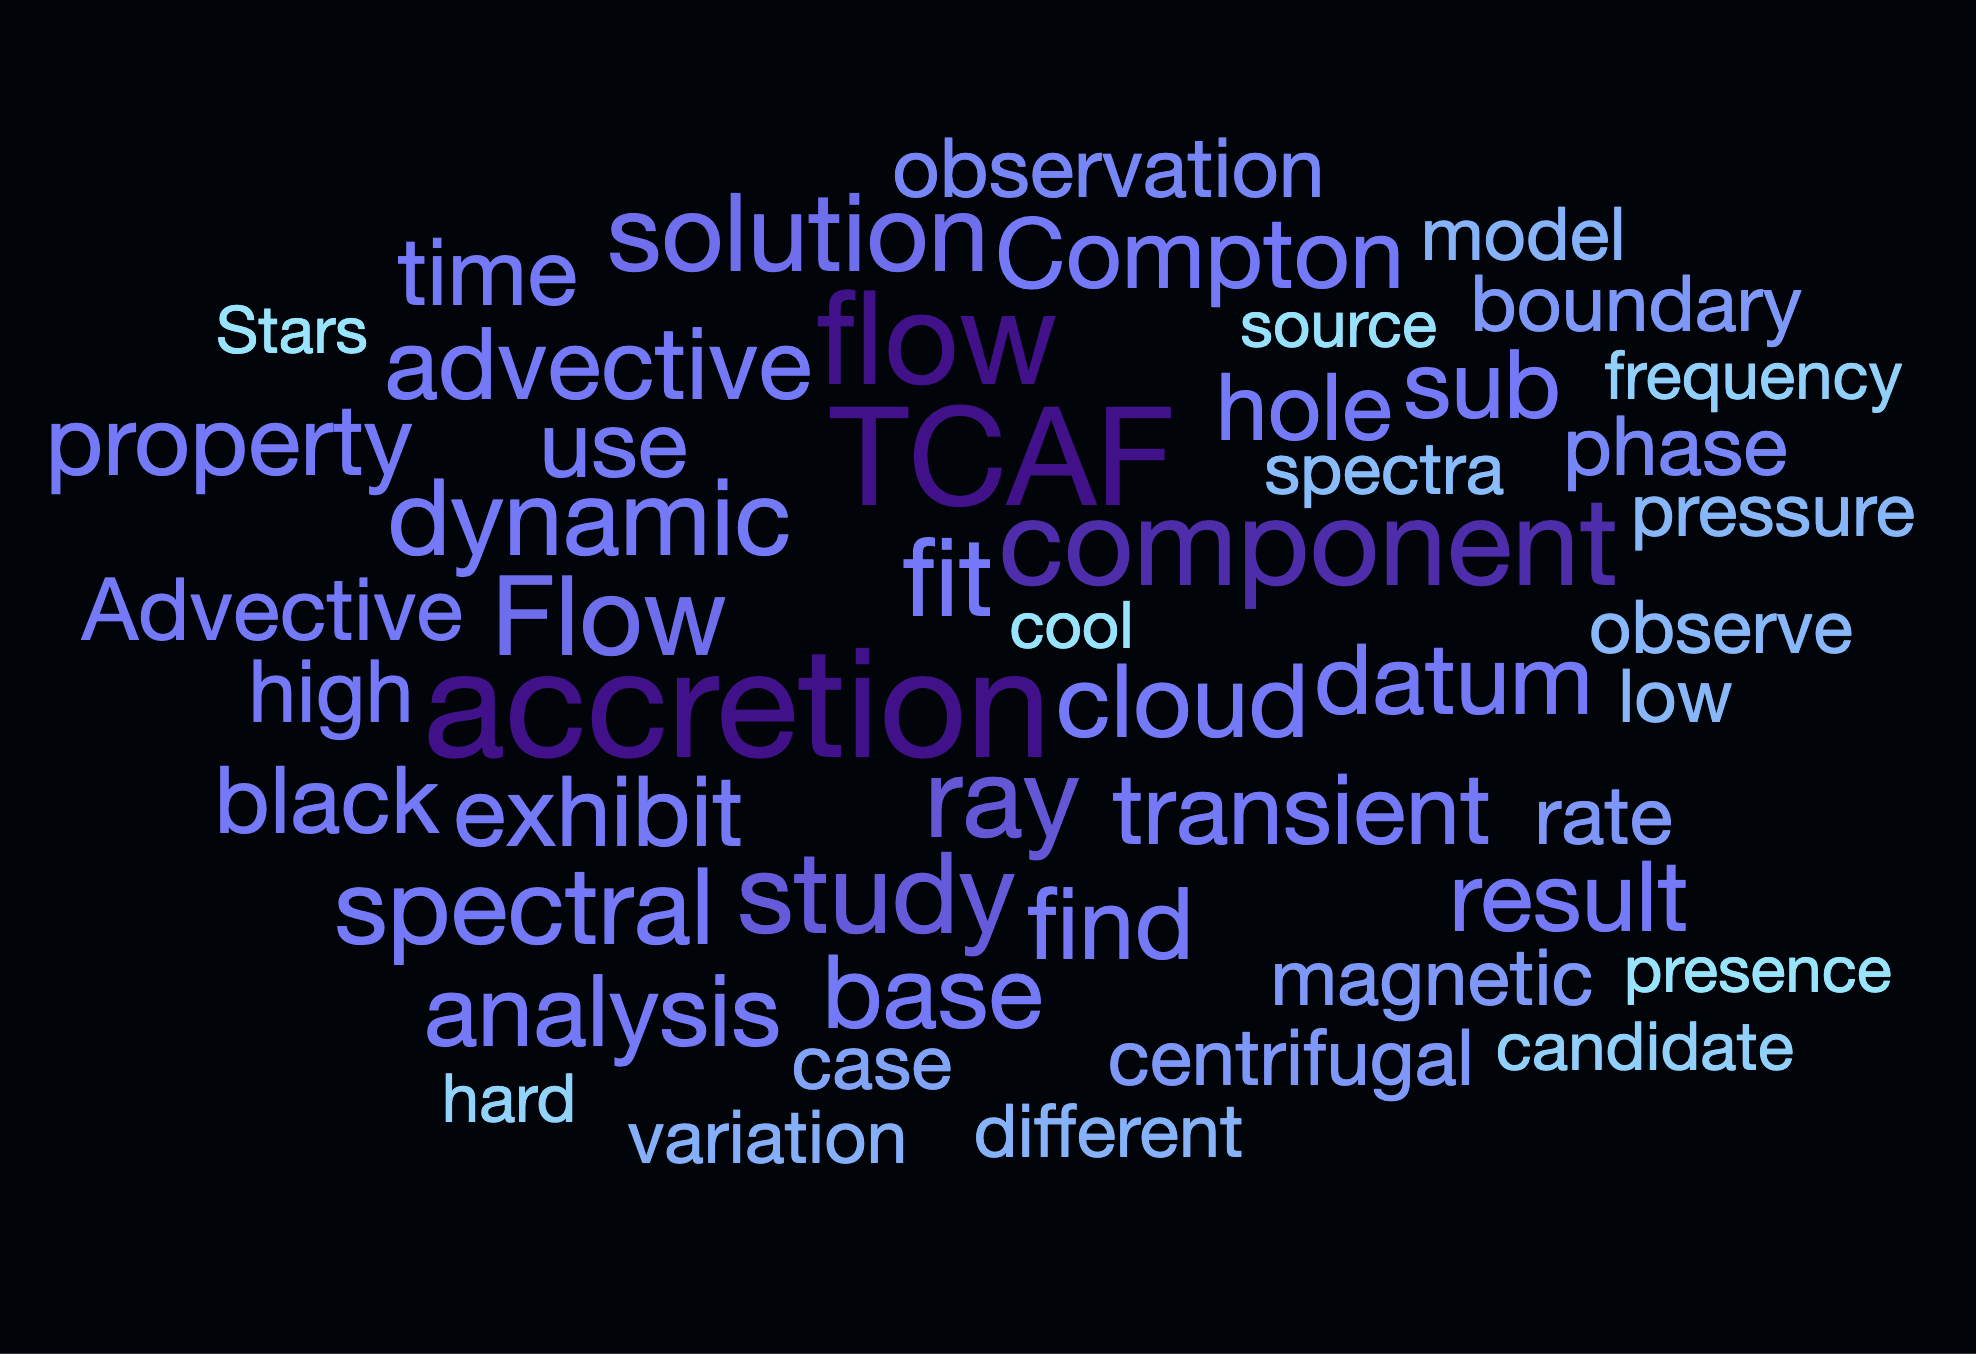 observation
solution Compton model
time boundary
Stars flow source
advective hole sub frequency
property use TCAF spectra phase
dynamic component pressure
fit
Advective Flow cool observe
high accretion cloud datum low
black exhibit ray transient rate
spectral study find result
analysis base magnetic presence
case centrifugal candidate
hard variation different